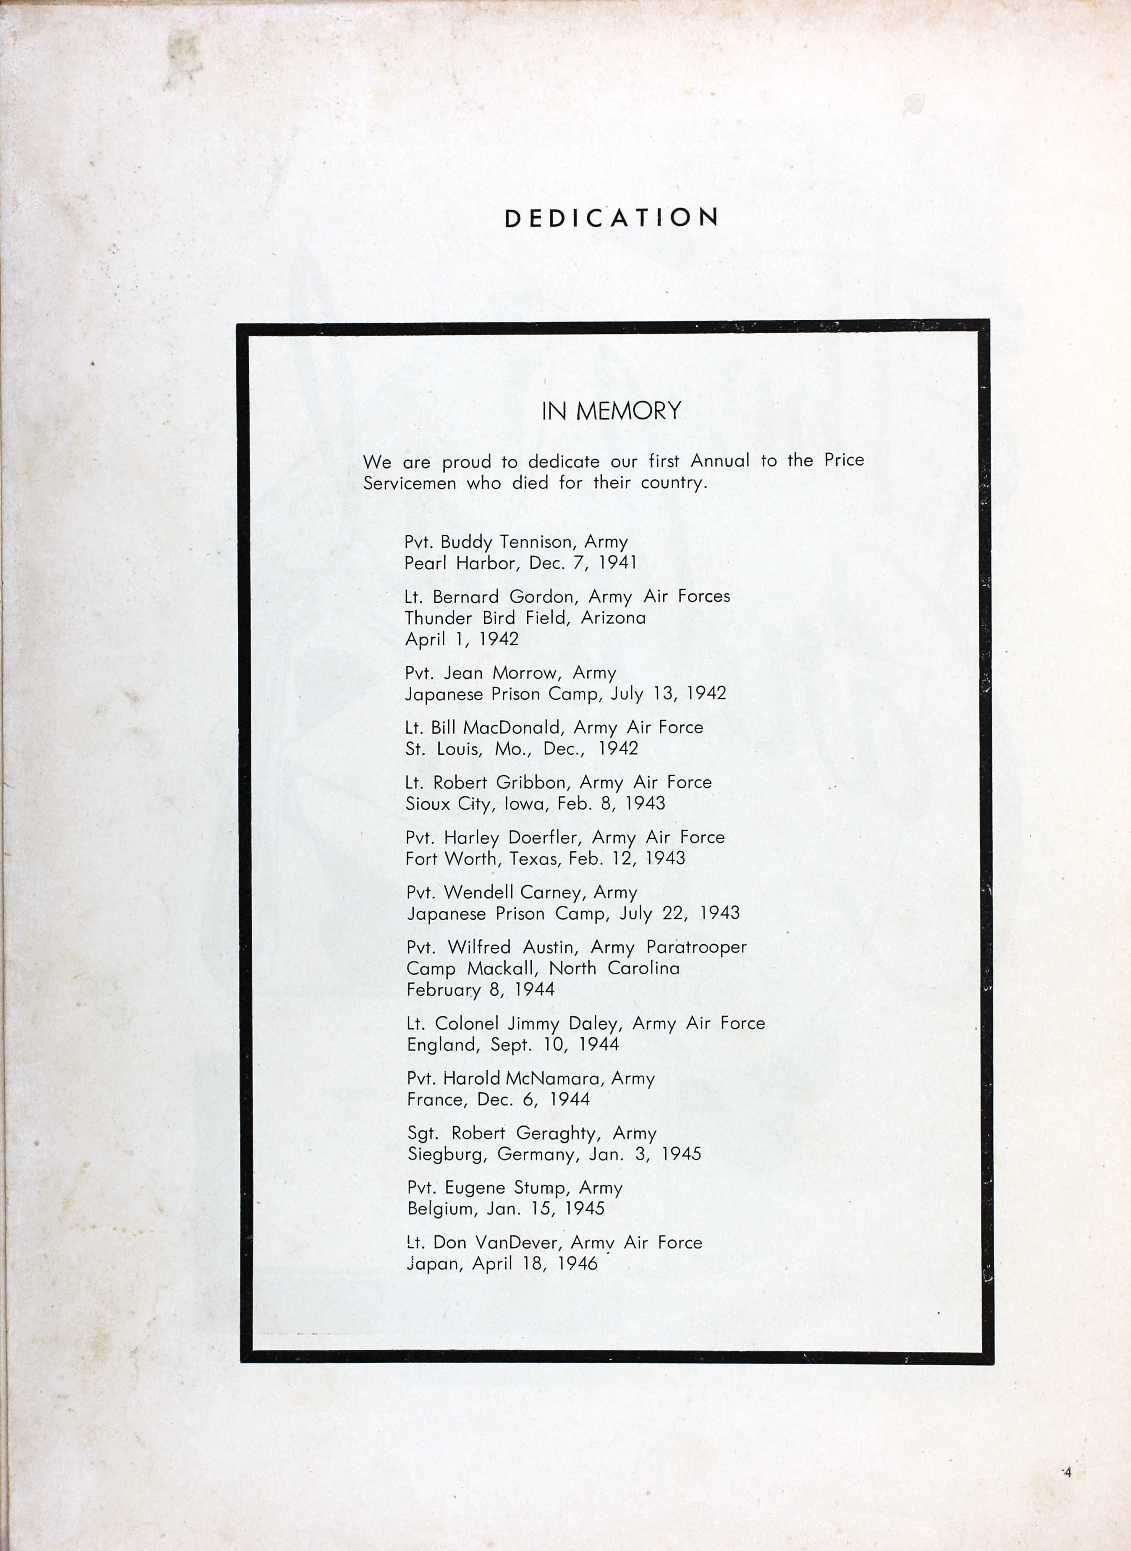 DEDICATION
IN MEMORY
We are proud to dedicate our first Annual to the Price
Servicemen who died for their country.
Pvt. Buddy Tennison, Army
Pearl Harbor, Dec. 7, 1941
Lt. Bernard Gordon, Army Air Forces
Thunder Bird Field, Arizona
April 1, 1942
Pvt. Jean Morrow, Army
Japanese Prison Camp, July 13, 1942
Lt. Bill MacDonald, Army Air Force
St. Louis, Mo., Dec., 1942
Lt. Robert Gribbon, Army Air Force
Sioux City, Iowa, Feb. 8, 1943
Pvt. Harley Doerfler, Army Air Force
Fort Worth, Texas, Feb. 12, 1943
Pvt. Wendell Carney, Army
Japanese Prison Camp, July 22, 1943
Pvt. Wilfred Austin, Army Paratrooper
Camp Mackall, North Carolina
February 8, 1944
Lt. Colonel Jimmy Daley, Army Air Force
England, Sept. 10, 1944
Pvt. Harold McNamara, Army
France, Dec. 6, 1944
Sgt. Robert Geraghty, Army
Siegburg, Germany, Jan. 3, 1945
Pvt. Eugene Stump, Army
Belgium, Jan. 15, 1945
Lt. Don VanDever, Army Air Force
Japan, April 18, 1946
4